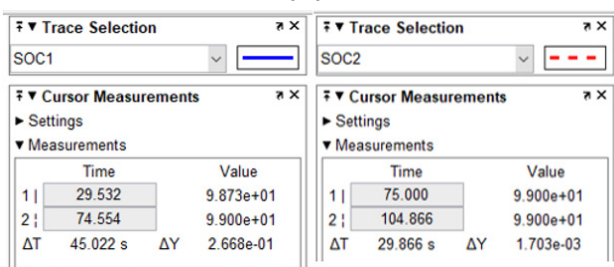 Trace Selection
SOC1
Cursor Measurements
Settings
Measurements
Time Value
1 | 29.532 9.873e+01
2 ¦ 74.554 9.900e+01
ΔT 45.022 s ΔY 2.668e-01
Trace Selection
SOC2
Cursor Measurements
Settings
Measurements
Time Value
1 | 75.000 9.900e+01
2 ¦ 104.866 9.900e+01
ΔT 29.866 s ΔY 1.703e-03